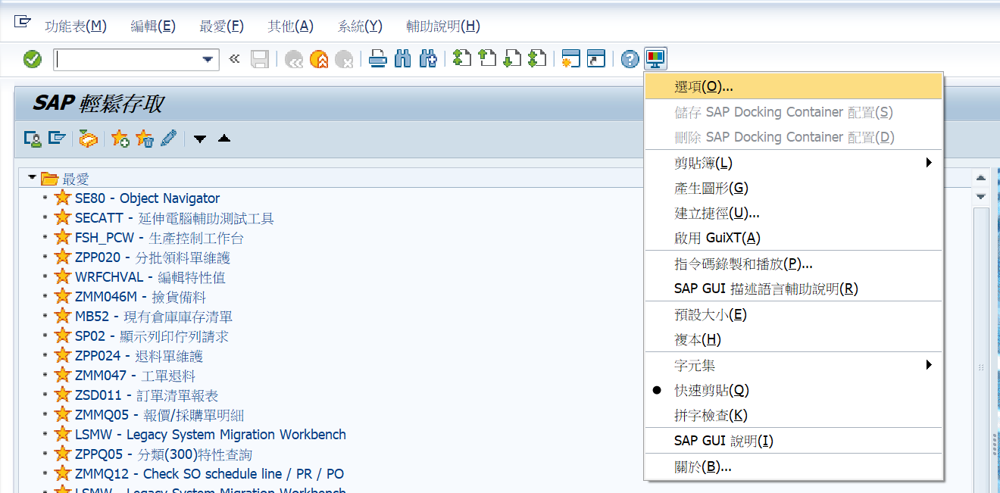 功能表(M) 編輯(E) 最愛(F) 其他(A) 系統(Y) 輔助說明(H)
SAP 輕鬆存取
最愛
SE80 - Object Navigator
SECATT - 延伸電腦輔助測試工具
FSH_PCW - 生產控制工作台
ZPP020 - 分批領料單維護
WRFCHVAL - 編輯特性值
ZMM046M - 撿貨備料
MB52 - 現有倉庫庫存清單
SP02 - 顯示列印佇列請求
ZPP024 - 退料單維護
ZMM047 - 工單退料
ZSD011 - 訂單清單報表
ZMMQ05 - 報價/採購單明細
LSMW - Legacy System Migration Workbench
ZPPQ05 - 分類(300)特性查詢
ZMMQ12 - Check SO schedule line / PR / PO
LSMW - Legacy System Migration Workbench
選項(O)...
儲存 SAP Docking Container 配置(S)
刪除 SAP Docking Container 配置(D)
剪貼簿(L)
產生圖形(G)
建立捷徑(U)...
啟用 GuiXT(A)
指令碼錄製和播放(P)...
SAP GUI 描述語言輔助說明(R)
預設大小(E)
複本(H)
字元集
快速剪貼(Q)
拼字檢查(K)
SAP GUI 說明(I)
關於(B)...